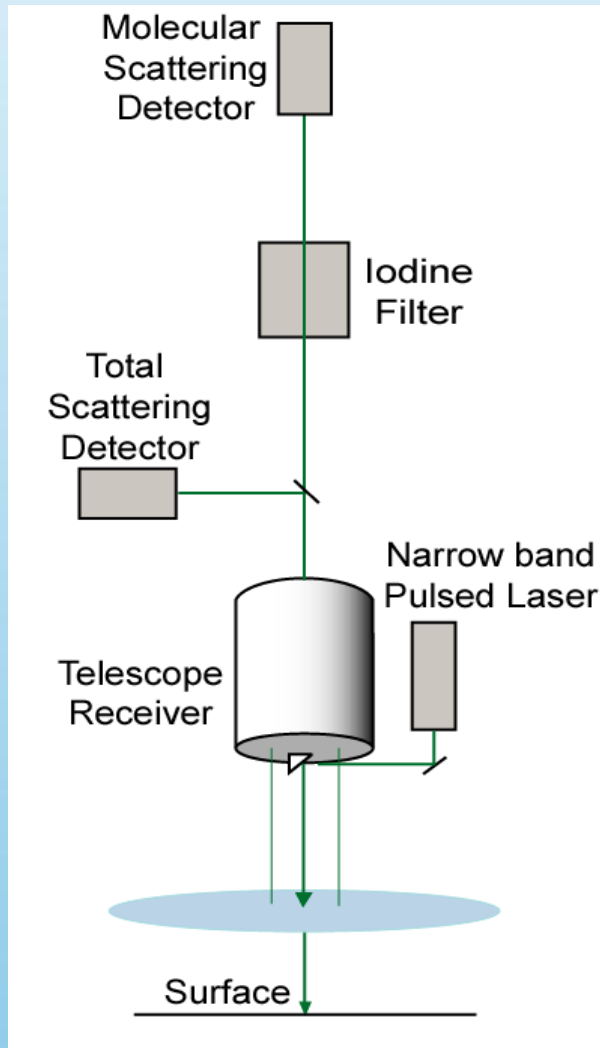 Molecular
Scattering
Detector
Iodine
Filter
Total
Scattering
Detector
Narrow band
Pulsed Laser
Telescope
Receiver
Surface